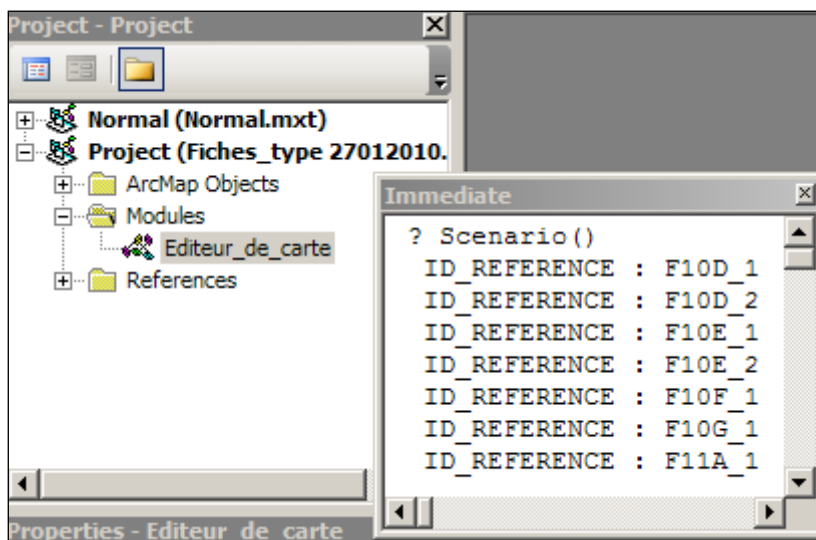 Project - Project
Normal (Normal.mxt)
Project (Fiches_type 27012010.
ArcMap Objects
Modules
Editeur_de_carte
References
Properties - Editeur_de_carte
Immediate
? Scenario()
ID_REFERENCE : F10D_1
ID_REFERENCE : F10D_2
ID_REFERENCE : F10E_1
ID_REFERENCE : F10E_2
ID_REFERENCE : F10F_1
ID_REFERENCE : F10G_1
ID_REFERENCE : F11A_1